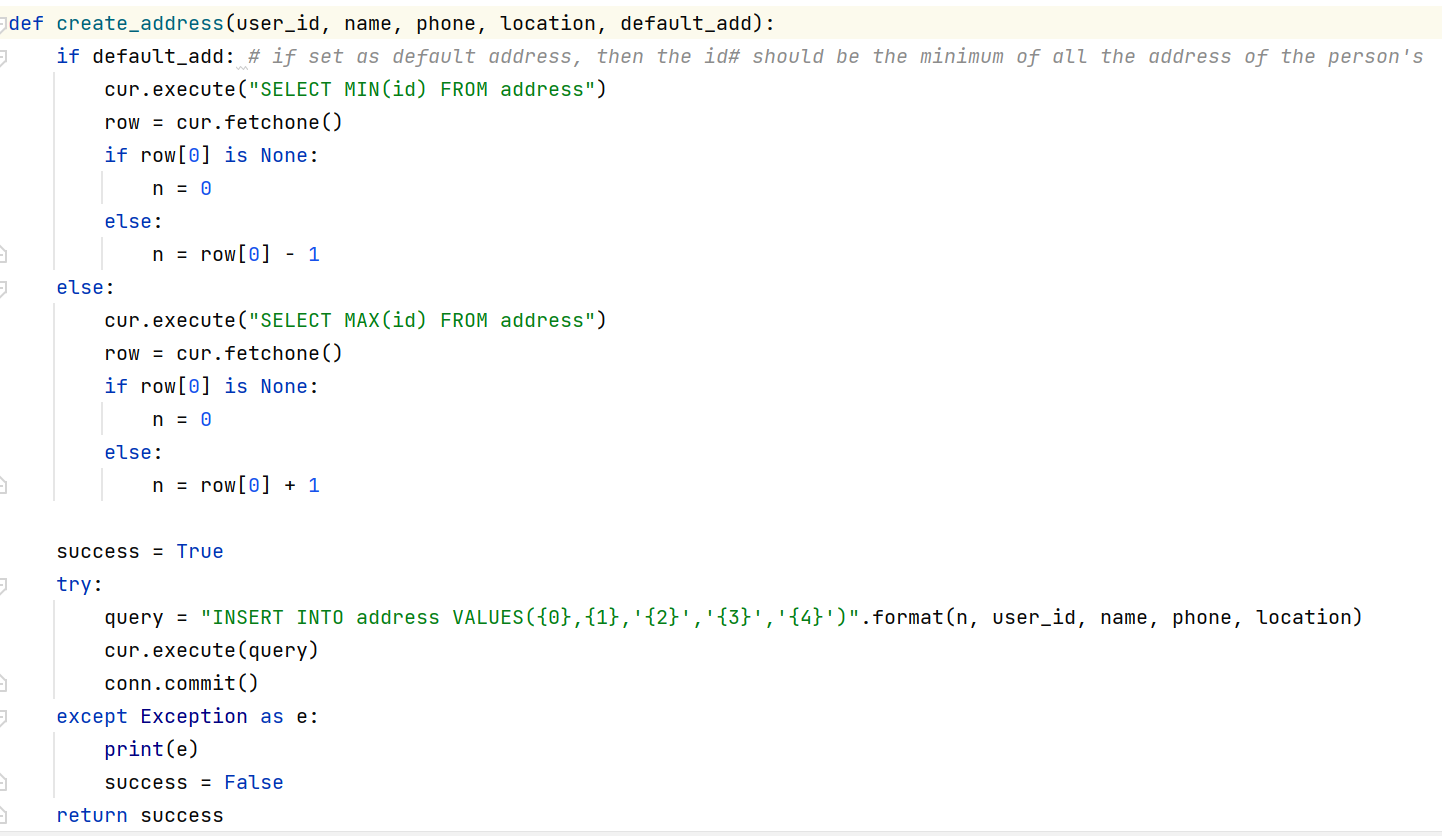 def create_address(user_id, name, phone, location, default_add):
    if default_add: # if set as default address, then the id# should be the minimum of all the address of the person's
        cur.execute("SELECT MIN(id) FROM address")
        row = cur.fetchone()
        if row[0] is None:
            n = 0
        else:
            n = row[0] - 1
    else:
        cur.execute("SELECT MAX(id) FROM address")
        row = cur.fetchone()
        if row[0] is None:
            n = 0
        else:
            n = row[0] + 1

    success = True
    try:
        query = "INSERT INTO address VALUES({0},{1},'{2}','{3}','{4}')".format(n, user_id, name, phone, location)
        cur.execute(query)
        conn.commit()
    except Exception as e:
        print(e)
        success = False
    return success